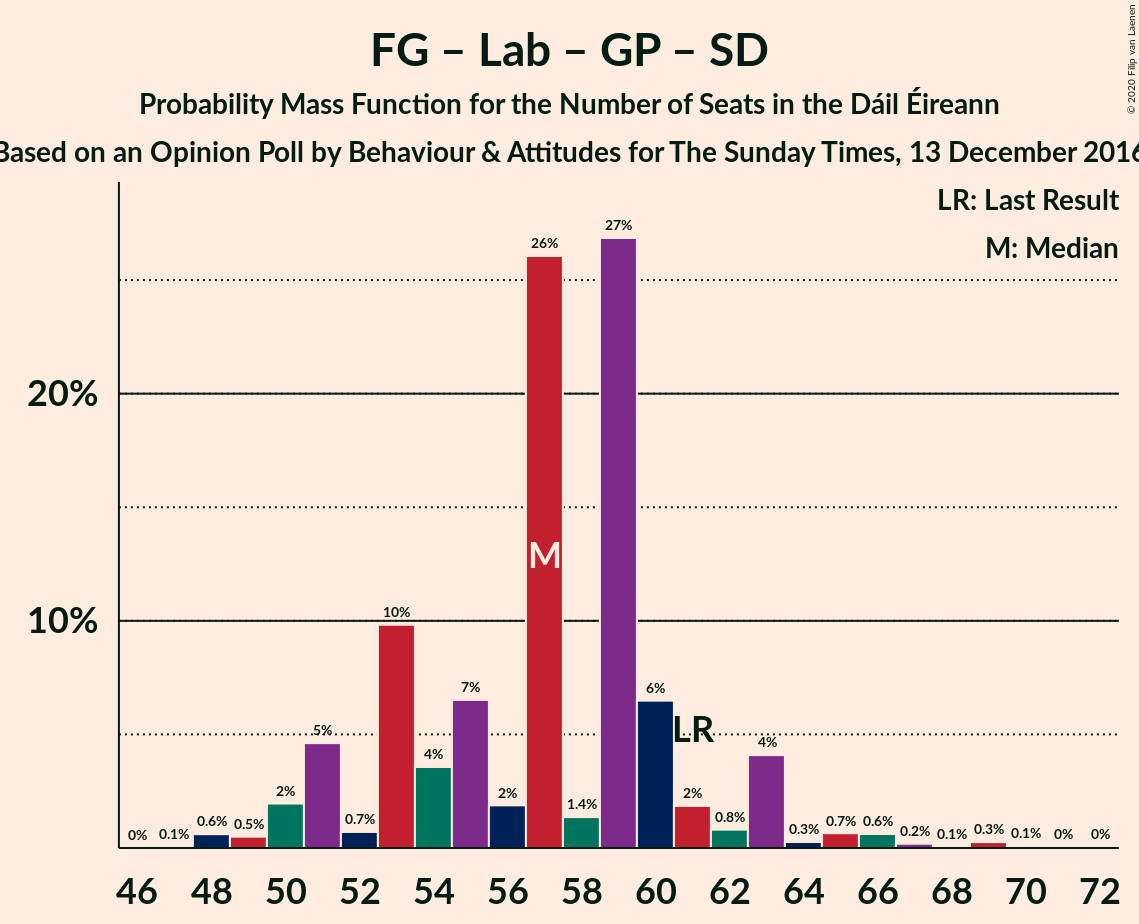 FG – Lab – GP – SD
Probability Mass Function for the Number of Seats in the Dáil Éireann
Based on an Opinion Poll by Behaviour & Attitudes for The Sunday Times, 13 December 2016
© 2020 Filip van Laenen
LR: Last Result
M: Median
20%
10%
0% 0.1% 0.6% 0.5% 2% 5% 0.7% 10% 4% 7% 2% 26% 1.4% 27% 6% 2% 0.8% 4% 0.3% 0.7% 0.6% 0.2% 0.1% 0.3% 0.1% 0% 0%
M
LR
46 48 50 52 54 56 58 60 62 64 66 68 70 72